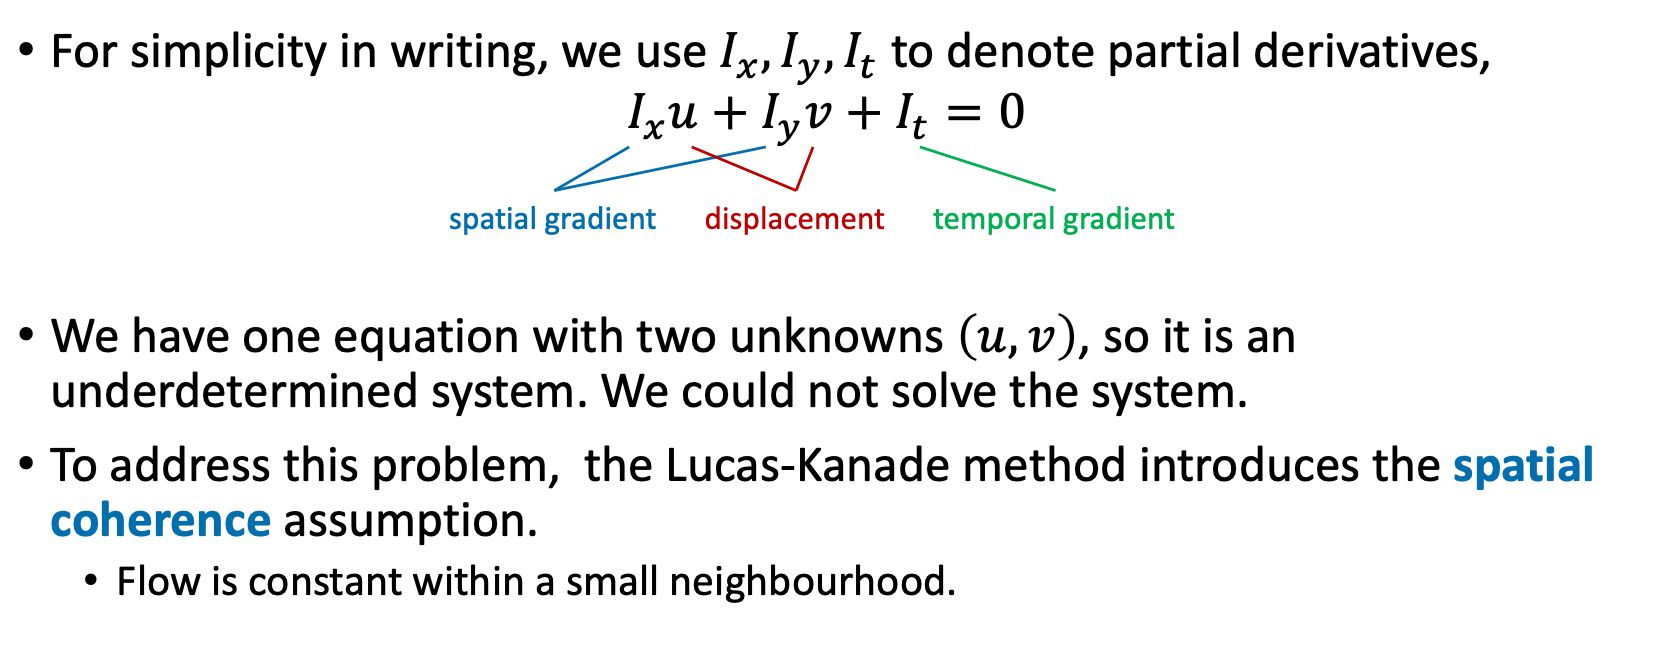 • For simplicity in writing, we use Iₓ, I_y, I_t to denote partial derivatives,
Iₓu + I_yv + I_t = 0
spatial gradient displacement temporal gradient
• We have one equation with two unknowns (u, v), so it is an
underdetermined system. We could not solve the system.
• To address this problem,  the Lucas-Kanade method introduces the spatial
coherence assumption.
• Flow is constant within a small neighbourhood.